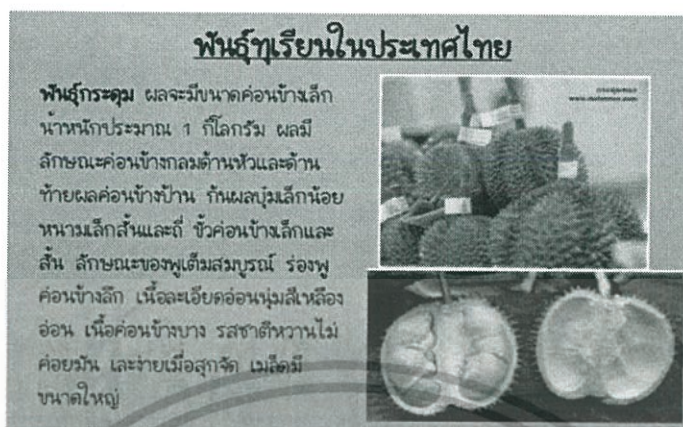 พันธุ์ทุเรียนในประเทศไทย
พันธุ์กระดุม ผลจะมีขนาดค่อนข้างเล็ก
น้ำหนักประมาณ 1 กิโลกรัม ผลมี
ลักษณะค่อนข้างกลมด้านหัวและด้าน
ท้ายผลค่อนข้างป้าน ก้นผลบุ๋มเล็กน้อย
หนามเล็กสั้นและถี่ ขั้วค่อนข้างเล็กและ
สั้น ลักษณะของพูเต็มสมบูรณ์ ร่องพู
ค่อนข้างลึก เนื้อละเอียดอ่อนนุ่มสีเหลือง
อ่อน เนื้อค่อนข้างบาง รสชาติหวานไม่
ค่อยมัน เละง่ายเมื่อสุกจัด เมล็ดมี
ขนาดใหญ่